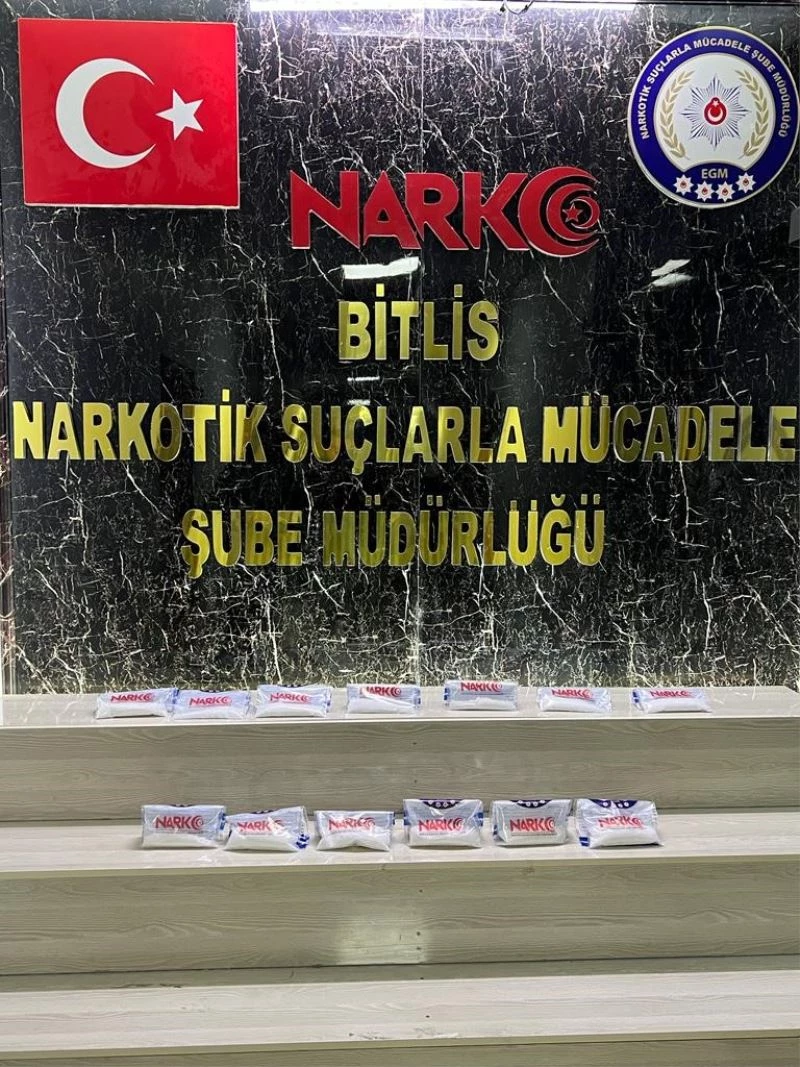 NARKOTİK SUÇLARLA MÜCADELE ŞUBE MÜDÜRLÜĞÜ
EGM
NARKO
BİTLİS
NARKOTİK SUÇLARLA MÜCADELE
ŞUBE MÜDÜRLÜĞÜ
NARKO NARKO NARKO NARKO NARKO NARKO NARKO
NARKO NARKO NARKO NARKO NARKO NARKO